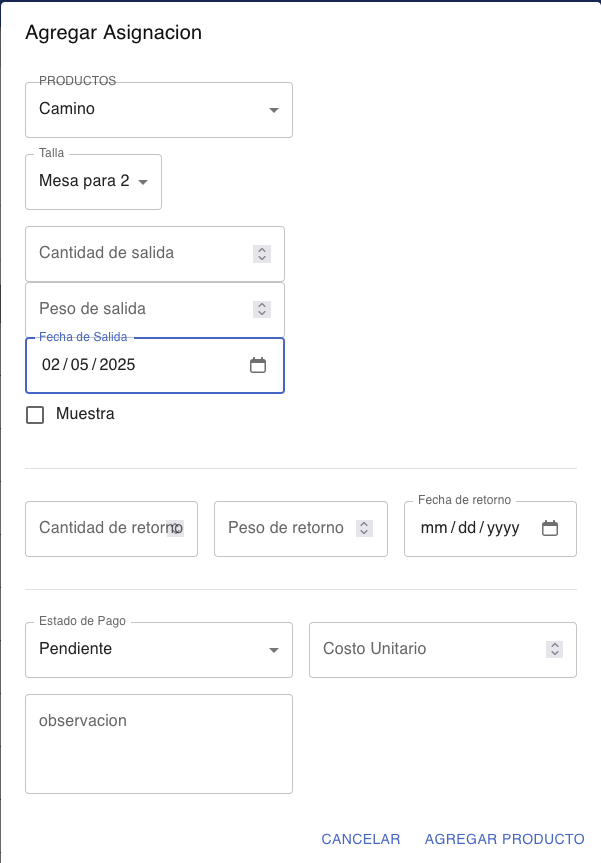 Agregar Asignacion
PRODUCTOS
Camino
Talla
Mesa para 2
Cantidad de salida
Peso de salida
Fecha de Salida
02/05/2025
Muestra
Cantidad de retorno
Peso de retorno
Fecha de retorno
mm/dd/yyyy
Estado de Pago
Pendiente
Costo Unitario
observacion
CANCELAR
AGREGAR PRODUCTO